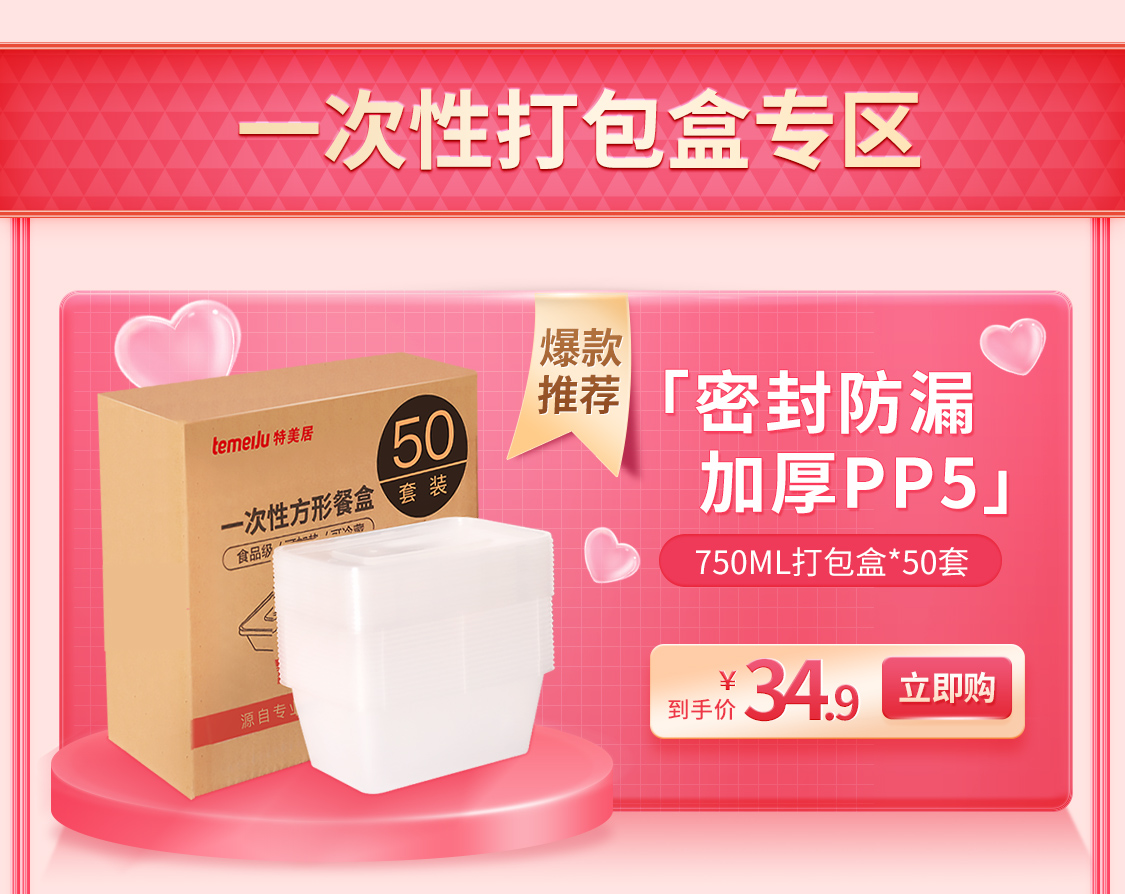 一次性打包盒专区
爆款
推荐
「密封防漏
加厚PP5」
750ML打包盒*50套
¥
到手价
34.9
立即购
temeiJu 特美居
50
套装
一次性方形餐盒
食品级
源自专业